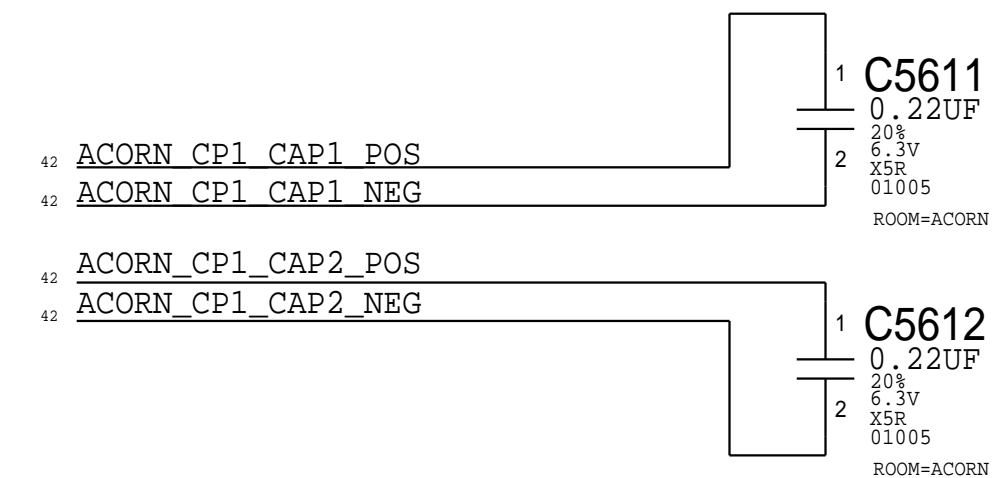 1
C5611
0.22UF
20%
6.3V
X5R
01005
2
ROOM=ACORN
42 ACORN_CP1_CAP1_POS
42 ACORN_CP1_CAP1_NEG
42 ACORN_CP1_CAP2_POS
42 ACORN_CP1_CAP2_NEG
1
C5612
0.22UF
20%
6.3V
X5R
01005
2
ROOM=ACORN